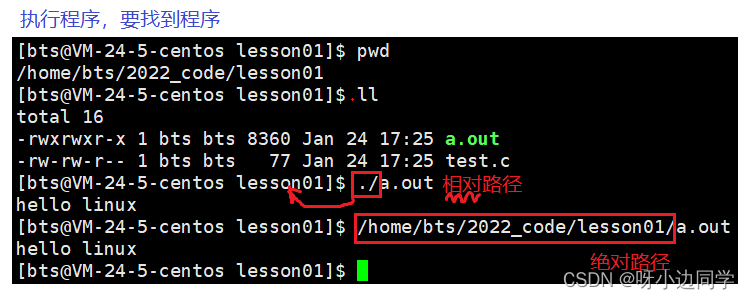 执行程序，要找到程序
[bts@VM-24-5-centos lesson01]$ pwd
/home/bts/2022_code/lesson01
[bts@VM-24-5-centos lesson01]$ ll
total 16
-rwxrwxr-x 1 bts bts 8360 Jan 24 17:25 a.out
-rw-rw-r-- 1 bts bts   77 Jan 24 17:25 test.c
[bts@VM-24-5-centos lesson01]$ ./a.out 相对路径
hello linux
[bts@VM-24-5-centos lesson01]$ /home/bts/2022_code/lesson01/a.out
hello linux
绝对路径
[bts@VM-24-5-centos lesson01]$
CSDN @呀小边同学